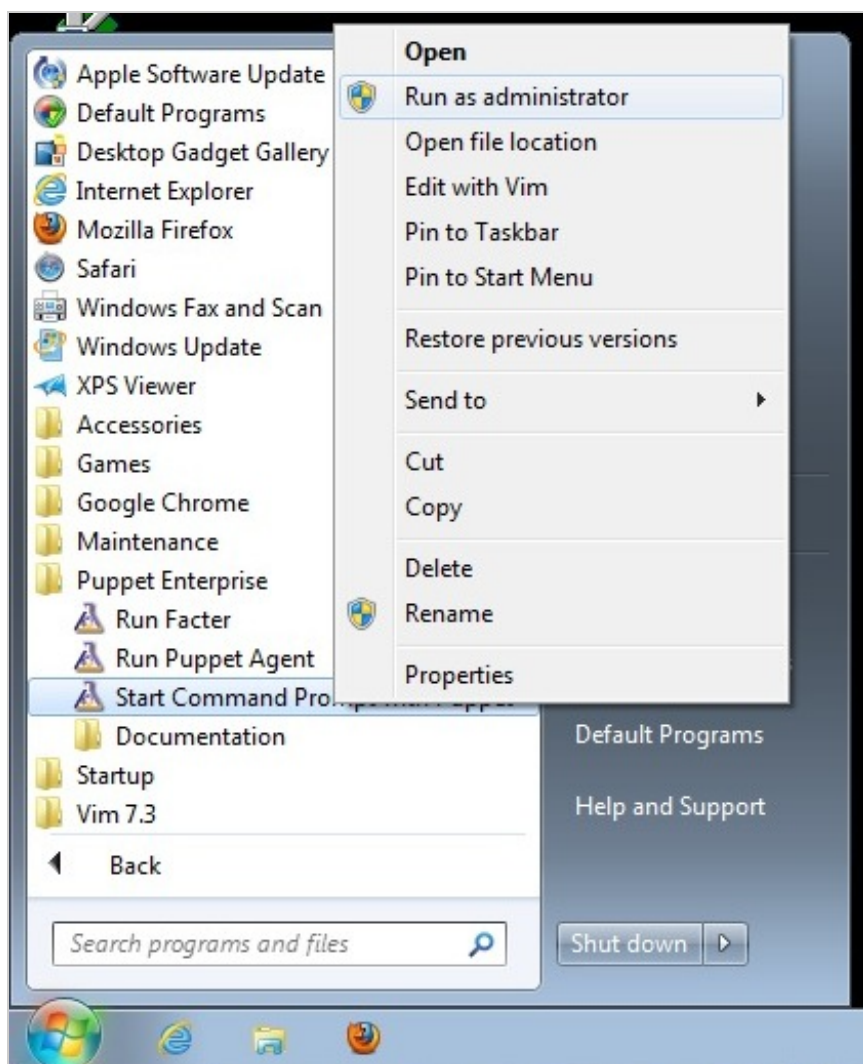 Apple Software Update
Default Programs
Desktop Gadget Gallery
Internet Explorer
Mozilla Firefox
Safari
Windows Fax and Scan
Windows Update
XPS Viewer
Accessories
Games
Google Chrome
Maintenance
Puppet Enterprise
Run Facter
Run Puppet Agent
Start Command Prompt with Puppet
Documentation
Startup
Vim 7.3
Back
Search programs and files
Open
Run as administrator
Open file location
Edit with Vim
Pin to Taskbar
Pin to Start Menu
Restore previous versions
Send to
Cut
Copy
Delete
Rename
Properties
Default Programs
Help and Support
Shut down